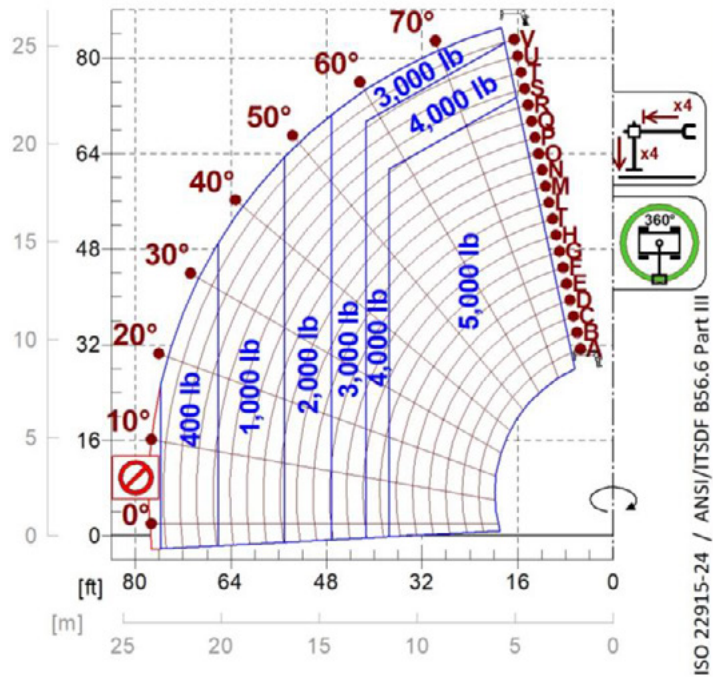 25
20
15
10
5
0
80
64
48
32
16
0
70°
60°
50°
40°
30°
20°
10°
0°
3,000 lb
4,000 lb
400 lb
1,000 lb
2,000 lb
3,000 lb
4,000 lb
5,000 lb
V
U
S
R
Q
P
O
N
M
H
G
F
E
D
C
B
A
x4
x4
360°
[ft]
80
64
48
32
16
0
[m]
25
20
15
10
5
0
ISO 22915-24 / ANSI/ITSDF B56.6 Part III